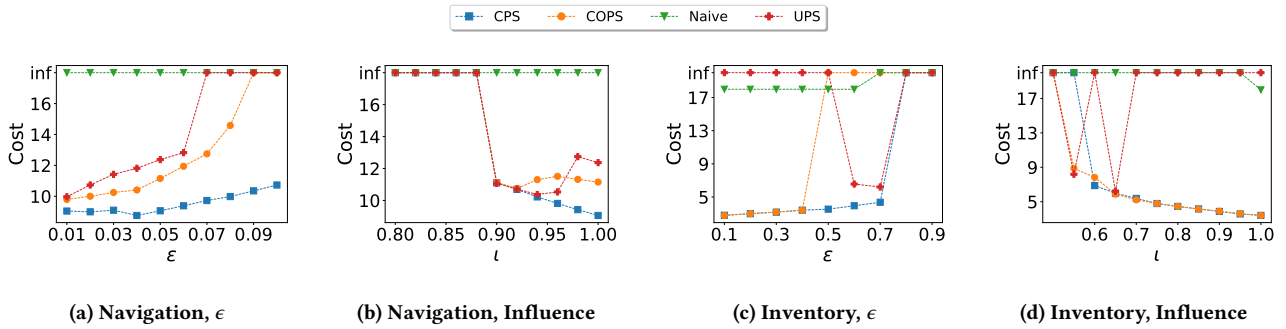 CPS COPS Naive UPS
inf
16
14
12
10
Cost
0.01 0.03 0.05 0.07 0.09
ε
(a) Navigation, ϵ
inf
16
14
12
10
Cost
0.80 0.85 0.90 0.95 1.00
ι
(b) Navigation, Influence
inf
17
13
9
5
Cost
0.1 0.3 0.5 0.7 0.9
ε
(c) Inventory, ϵ
inf
17
13
9
5
Cost
0.6 0.7 0.8 0.9 1.0
ι
(d) Inventory, Influence